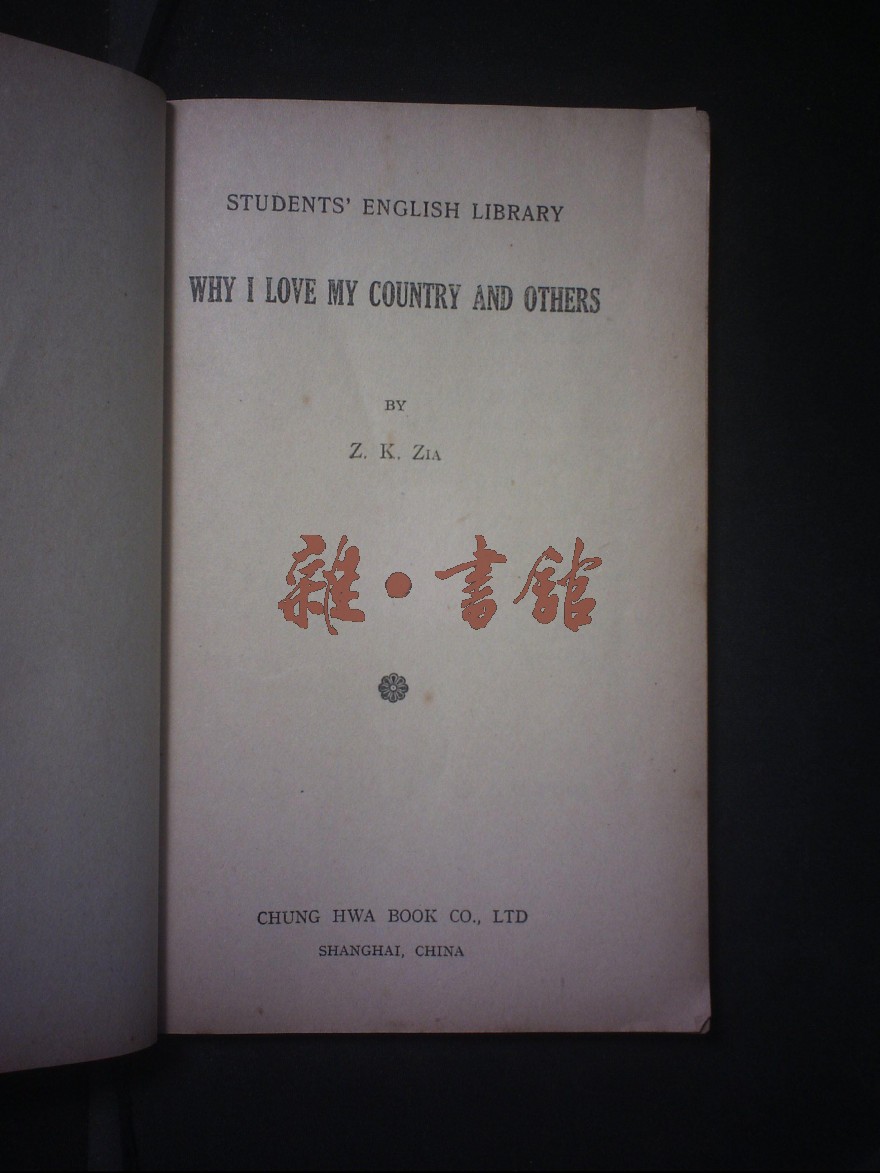 STUDENTS' ENGLISH LIBRARY
WHY I LOVE MY COUNTRY AND OTHERS
BY
Z. K. ZIA
雜•書館
CHUNG HWA BOOK CO., LTD
SHANGHAI, CHINA